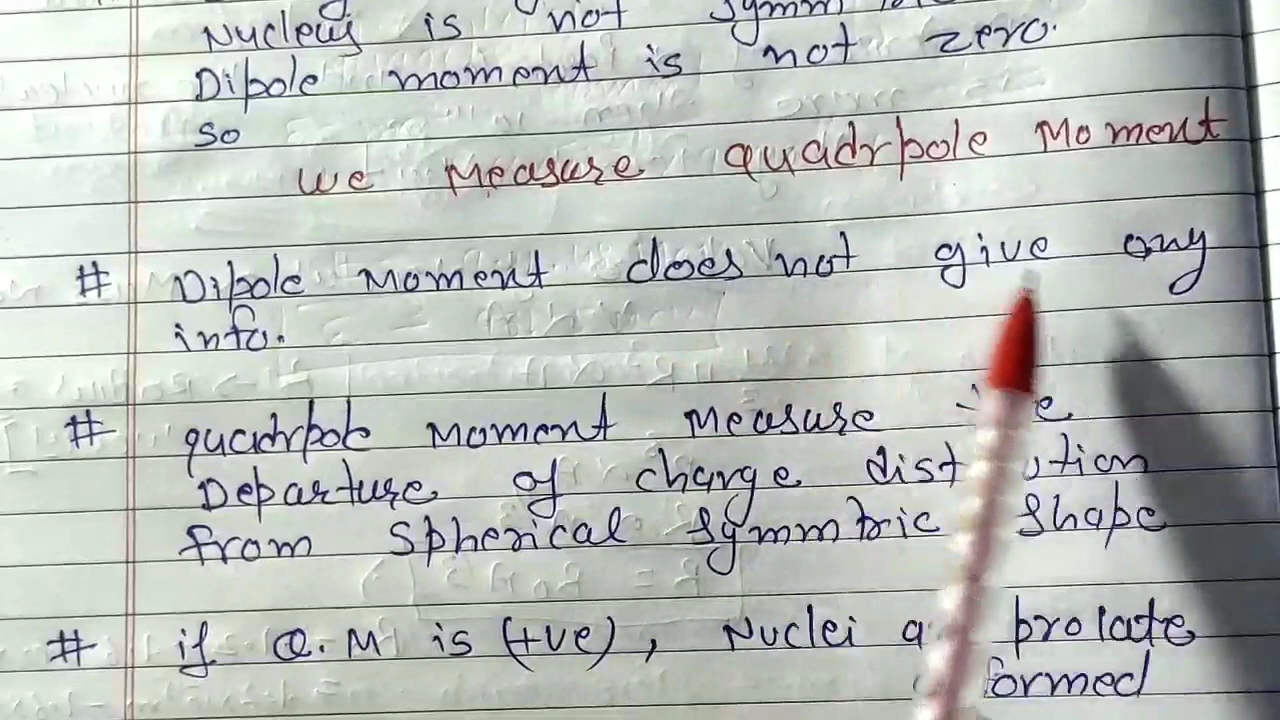 Nucleus is not
Dipole moment is not zero.
so
we Measure quadrpole Moment
# Dipole Moment does not give any
info.
# quadrpole Moment Measure
Departure of charge
from Spherical symmtric Shape
# if Q.M is (+ve), Nuclei prolate
formed